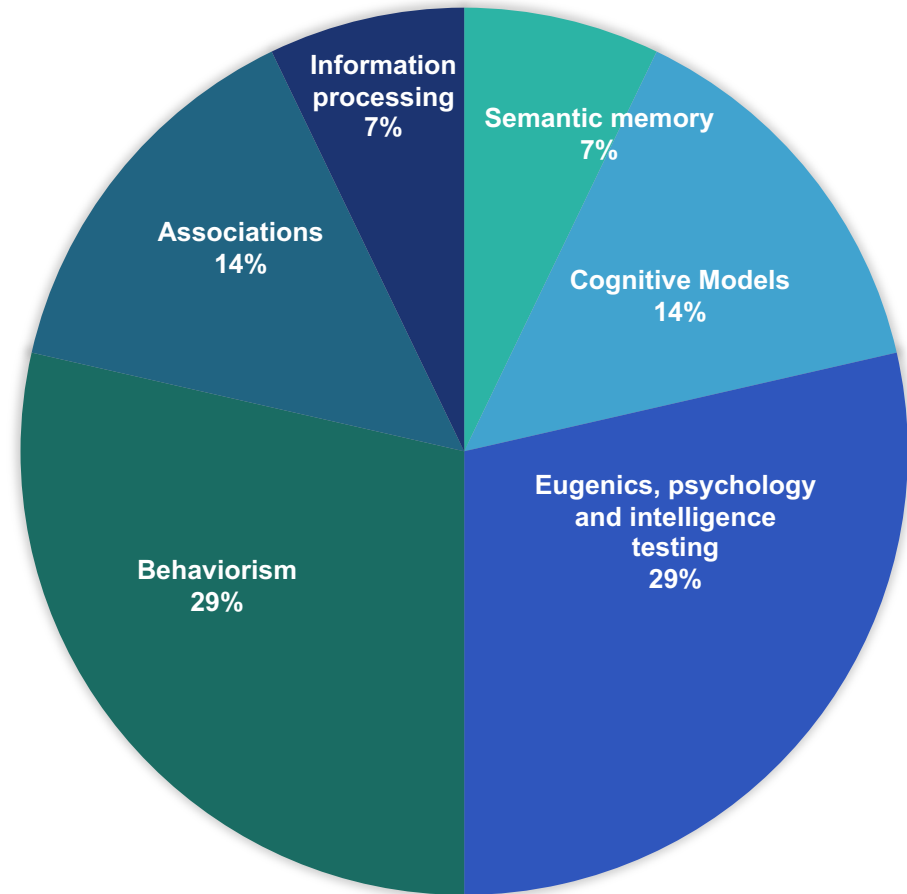 Information
processing
7%
Semantic memory
7%
Associations
14%
Cognitive Models
14%
Eugenics, psychology
and intelligence
testing
29%
Behaviorism
29%